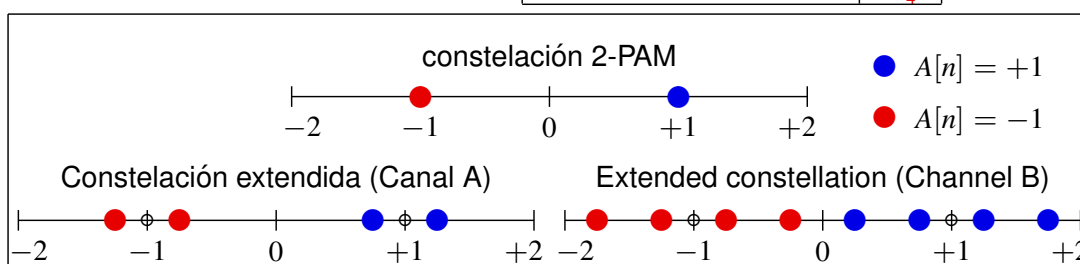 constelación 2-PAM
A[n] = +1
−2 −1 0 +1 +2
A[n] = −1
Constelación extendida (Canal A) Extended constellation (Channel B)
−2 −1 0 +1 +2 −2 −1 0 +1